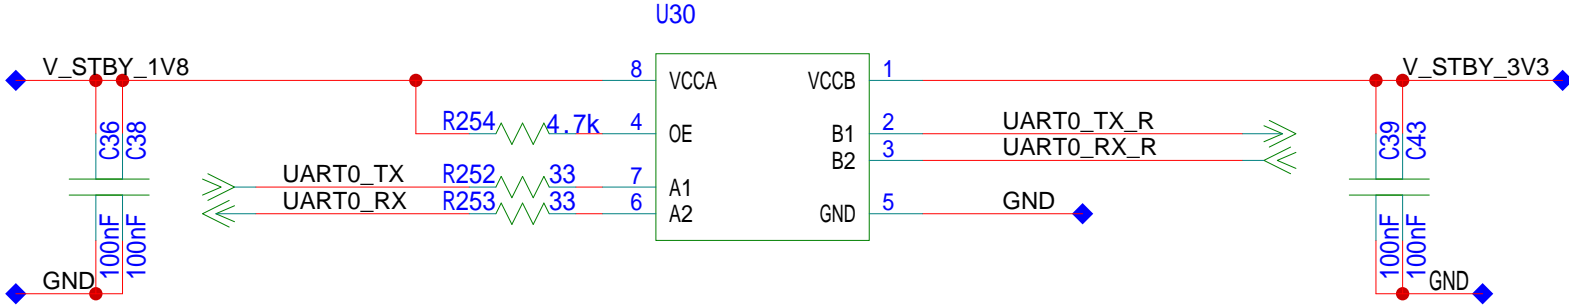 U30
V_STBY_1V8
8
VCCA
VCCB
1
V_STBY_3V3
R254
4.7k
4
OE
B1
2
UART0_TX_R
B2
3
UART0_RX_R
UART0_TX
R252
33
7
A1
UART0_RX
R253
33
6
A2
GND
5
GND
C36
C38
100nF
100nF
GND
C39
C43
100nF
100nF
GND